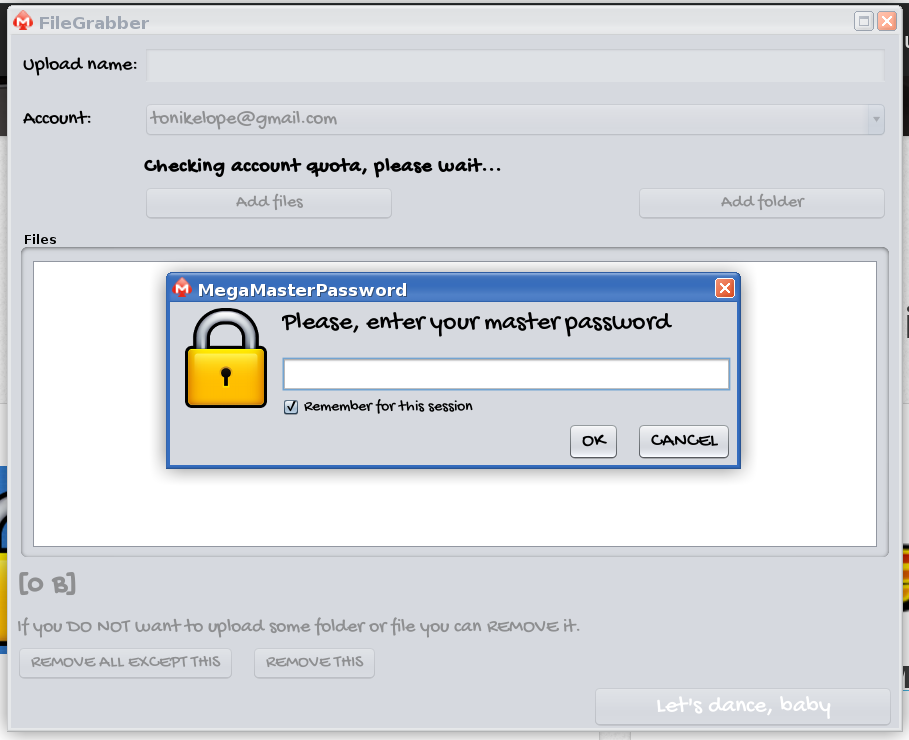 FileGrabber
Upload name:
Account: tonikelope@gmail.com
Checking account quota, please wait...
Add files Add folder
Files
MegaMasterPassword
Please, enter your master password
Remember for this session
OK CANCEL
[0 B]
If you DO NOT want to upload some folder or file you can REMOVE it.
REMOVE ALL EXCEPT THIS REMOVE THIS
Let's dance, baby